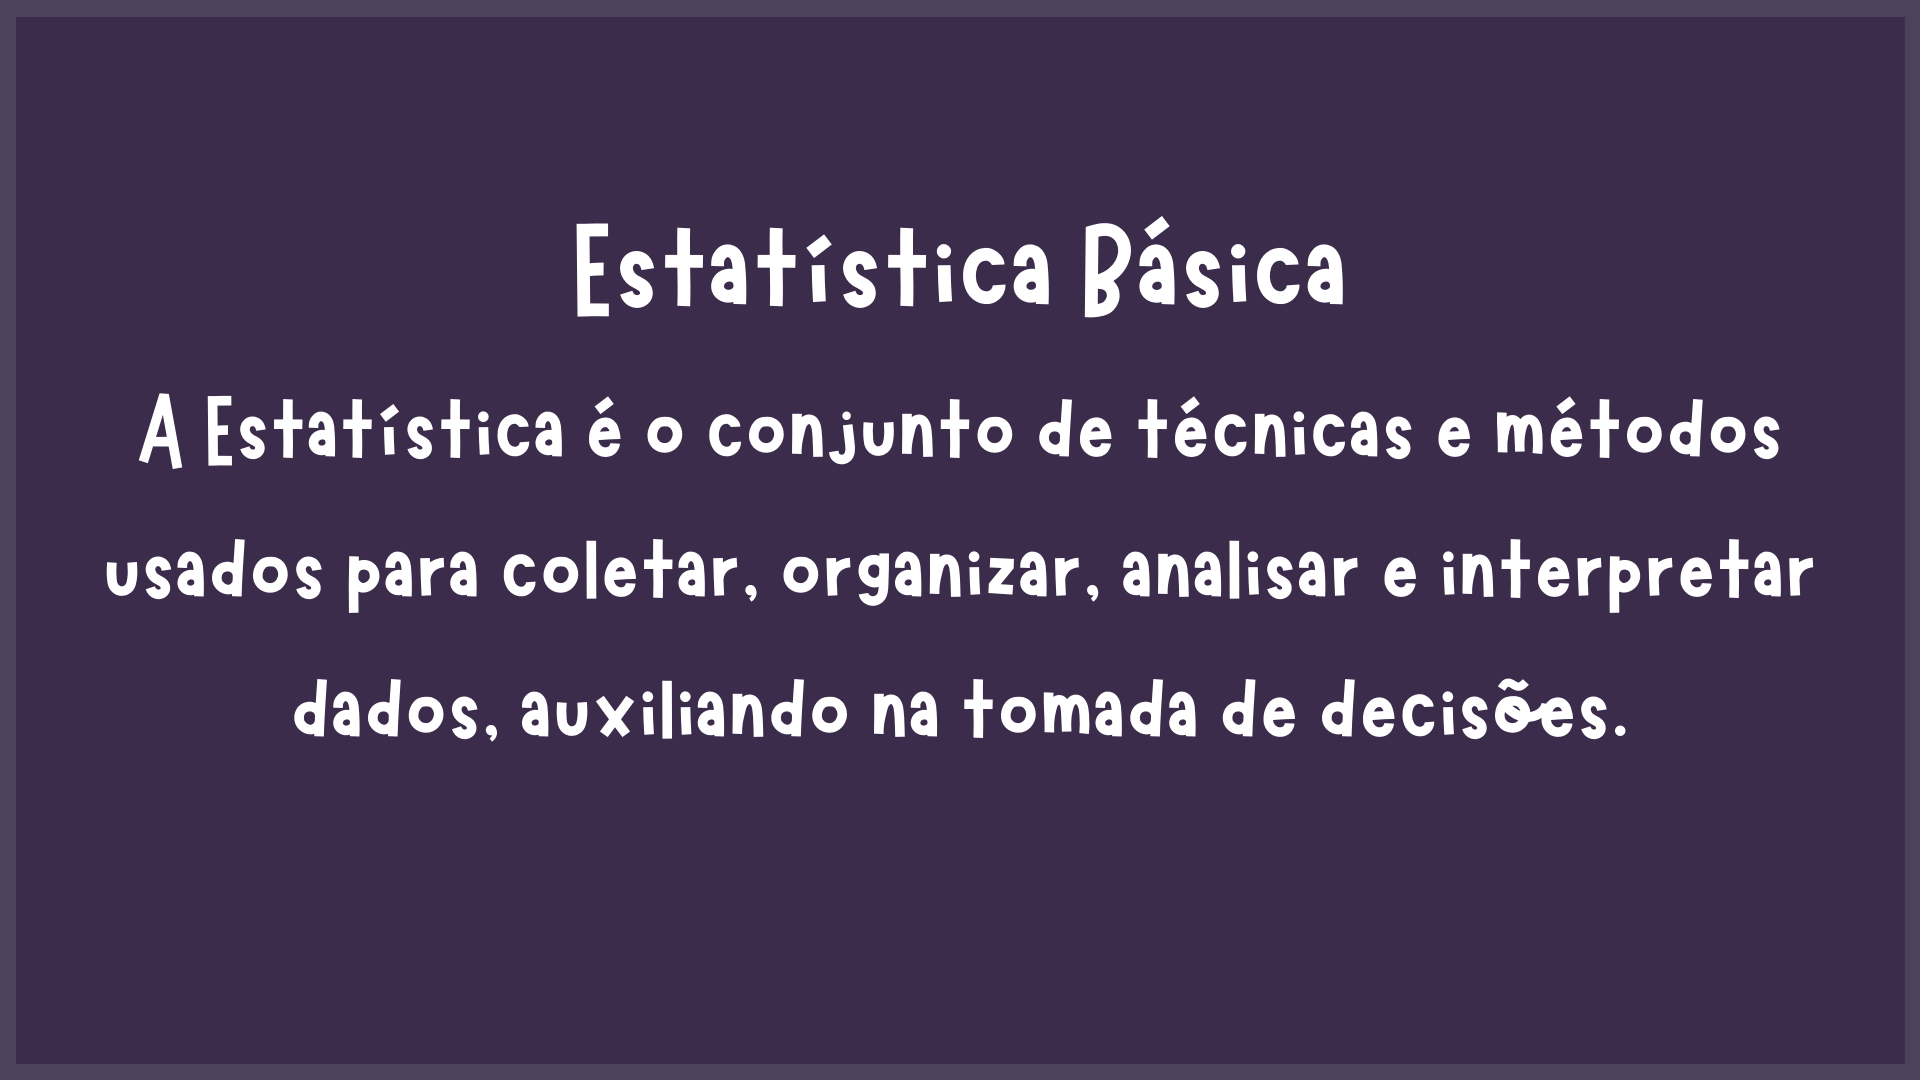 Estatística Básica
A Estatística é o conjunto de técnicas e métodos
usados para coletar, organizar, analisar e interpretar
dados, auxiliando na tomada de decisões.